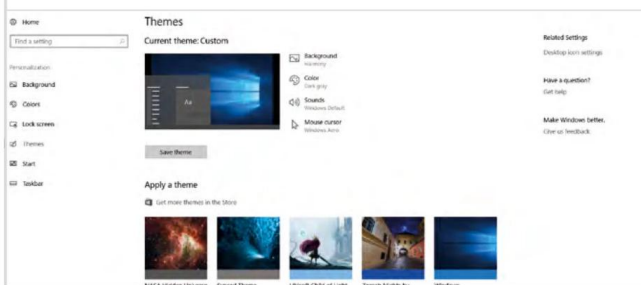 Home
Find a setting
Personalization
Background
Colors
Lock screen
Themes
Start
Taskbar
Themes
Current theme: Custom
Aa
Background
Color
Dark gray
Sounds
Windows Default
Mouse cursor
Windows Aero
Save theme
Apply a theme
Get more themes in the Store
Related Settings
Desktop icon settings
Have a question?
Get help
Make Windows better.
Give us feedback